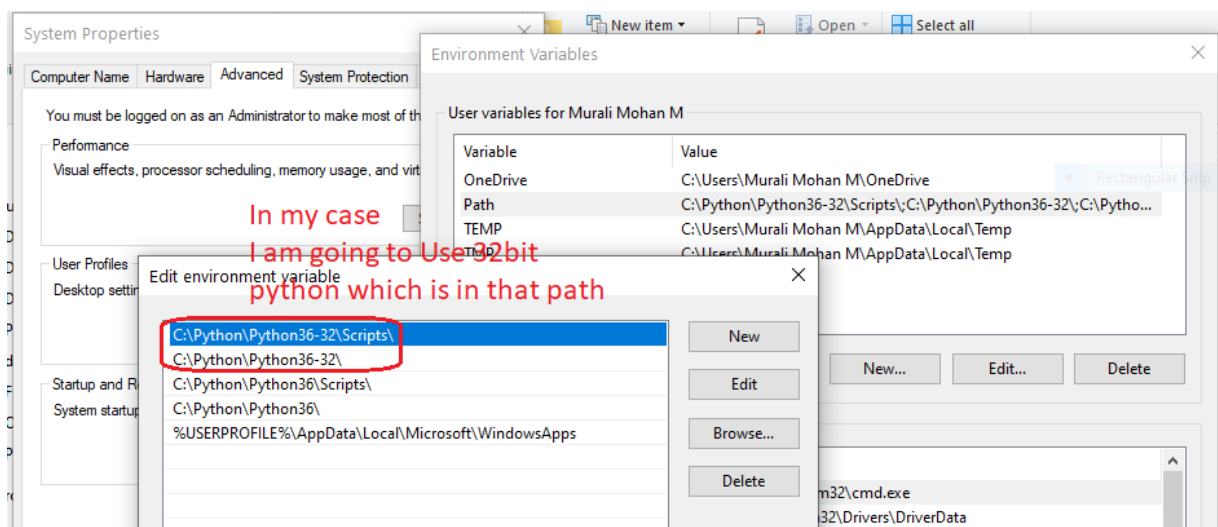 New item
Open
Select all
System Properties
Environment Variables
Computer Name
Hardware
Advanced
System Protection
You must be logged on as an Administrator to make most of th
User variables for Murali Mohan M
Performance
Visual effects, processor scheduling, memory usage, and virt
Variable Value
OneDrive C:\Users\Murali Mohan M\OneDrive
Rectangular Snip
Path C:\Python\Python36-32\Scripts\;C:\Python\Python36-32\;C:\Pytho...
TEMP C:\Users\Murali Mohan M\AppData\Local\Temp
TMP C:\Users\Murali Mohan M\AppData\Local\Temp
In my case
I am going to Use 32bit
python which is in that path
User Profiles
Desktop settin
Edit environment variable
C:\Python\Python36-32\Scripts\
C:\Python\Python36-32\
C:\Python\Python36\Scripts\
C:\Python\Python36\
%USERPROFILE%\AppData\Local\Microsoft\WindowsApps
New
Edit
Browse...
Delete
New...
Edit...
Delete
Startup and R
System startup
m32\cmd.exe
32\Drivers\DriverData